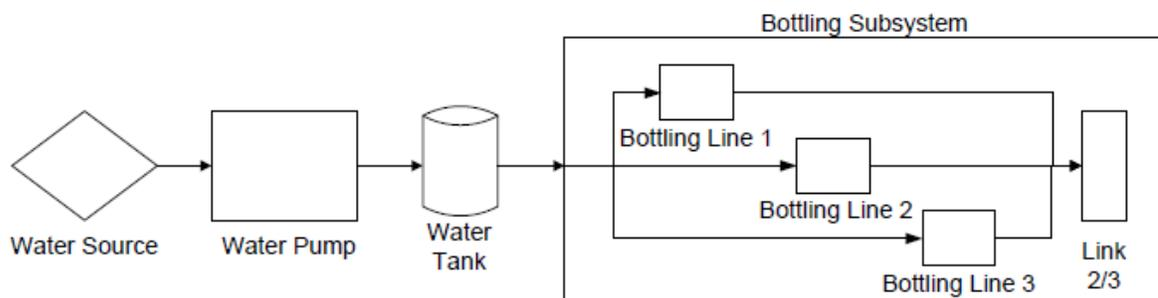 Bottling Subsystem
Bottling Line 1
Bottling Line 2
Bottling Line 3
Water Source
Water Pump
Water
Tank
Link
2/3